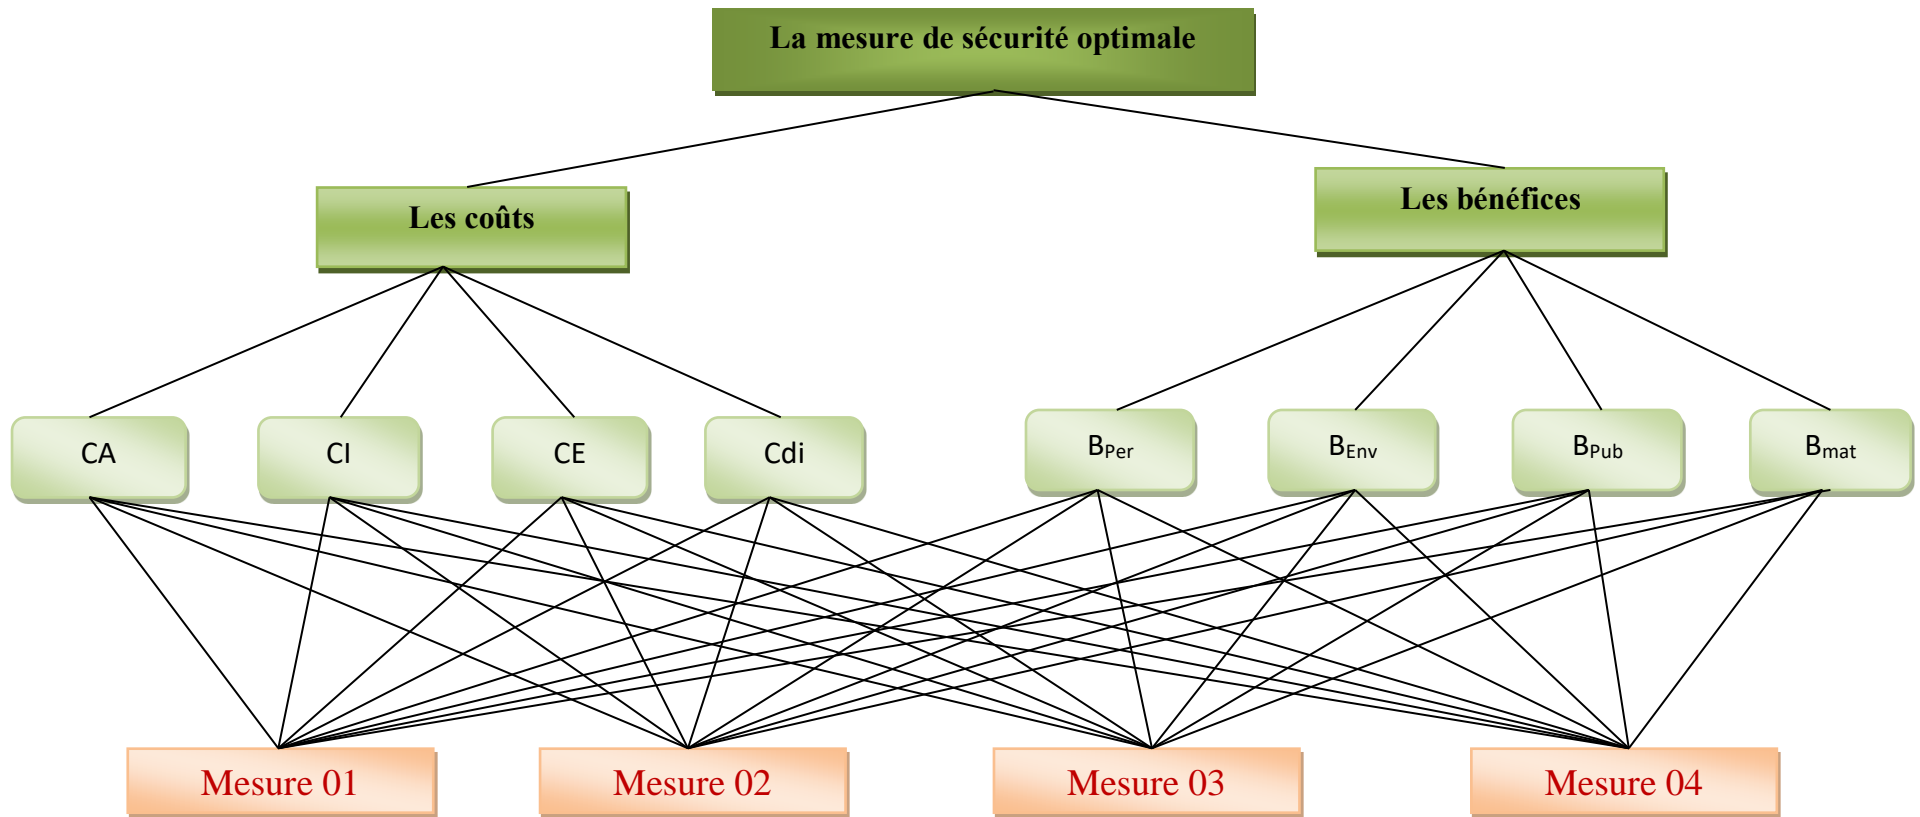 La mesure de sécurité optimale
Les coûts
Les bénéfices
CA
CI
CE
Cdi
BPer
BEnv
BPub
Bmat
Mesure 01
Mesure 02
Mesure 03
Mesure 04